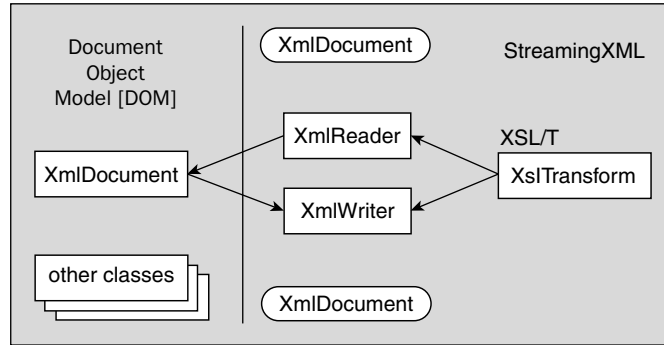 Document
Object
Model [DOM]
XmlDocument
other classes
XmlDocument
XmlReader
XmlWriter
XmlDocument
StreamingXML
XSL/T
XslTransform